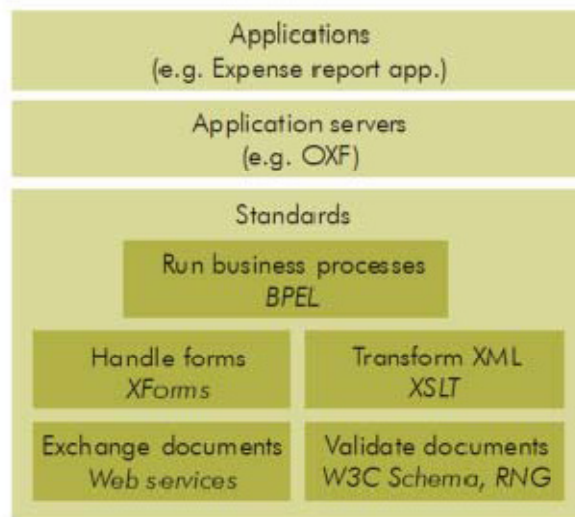 Applications
(e.g. Expense report app.)
Application servers
(e.g. OXF)
Standards
Run business processes
BPEL
Handle forms
XForms
Transform XML
XSLT
Exchange documents
Web services
Validate documents
W3C Schema, RNG